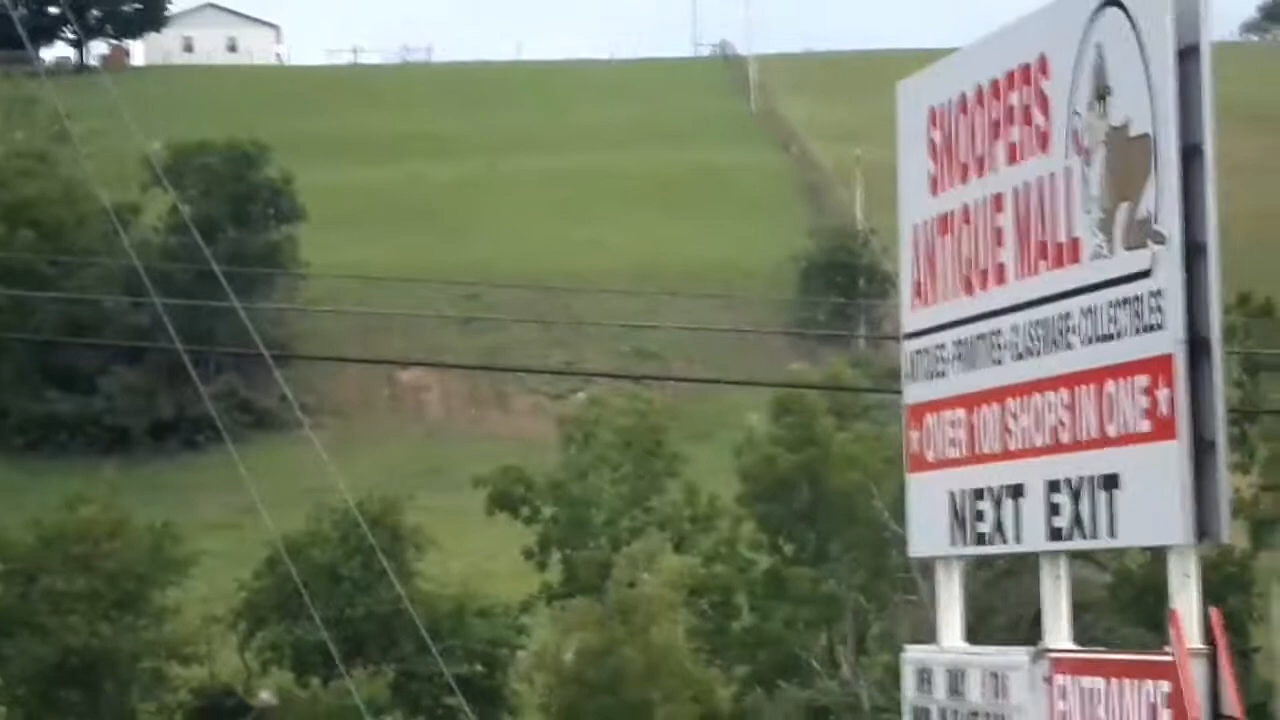 SNOOPERS
ANTIQUE MALL
ANTIQUES•PRIMITIVES•GLASSWARE•COLLECTIBLES
★ OVER 100 SHOPS IN ONE ★
NEXT EXIT
ENTRANCE